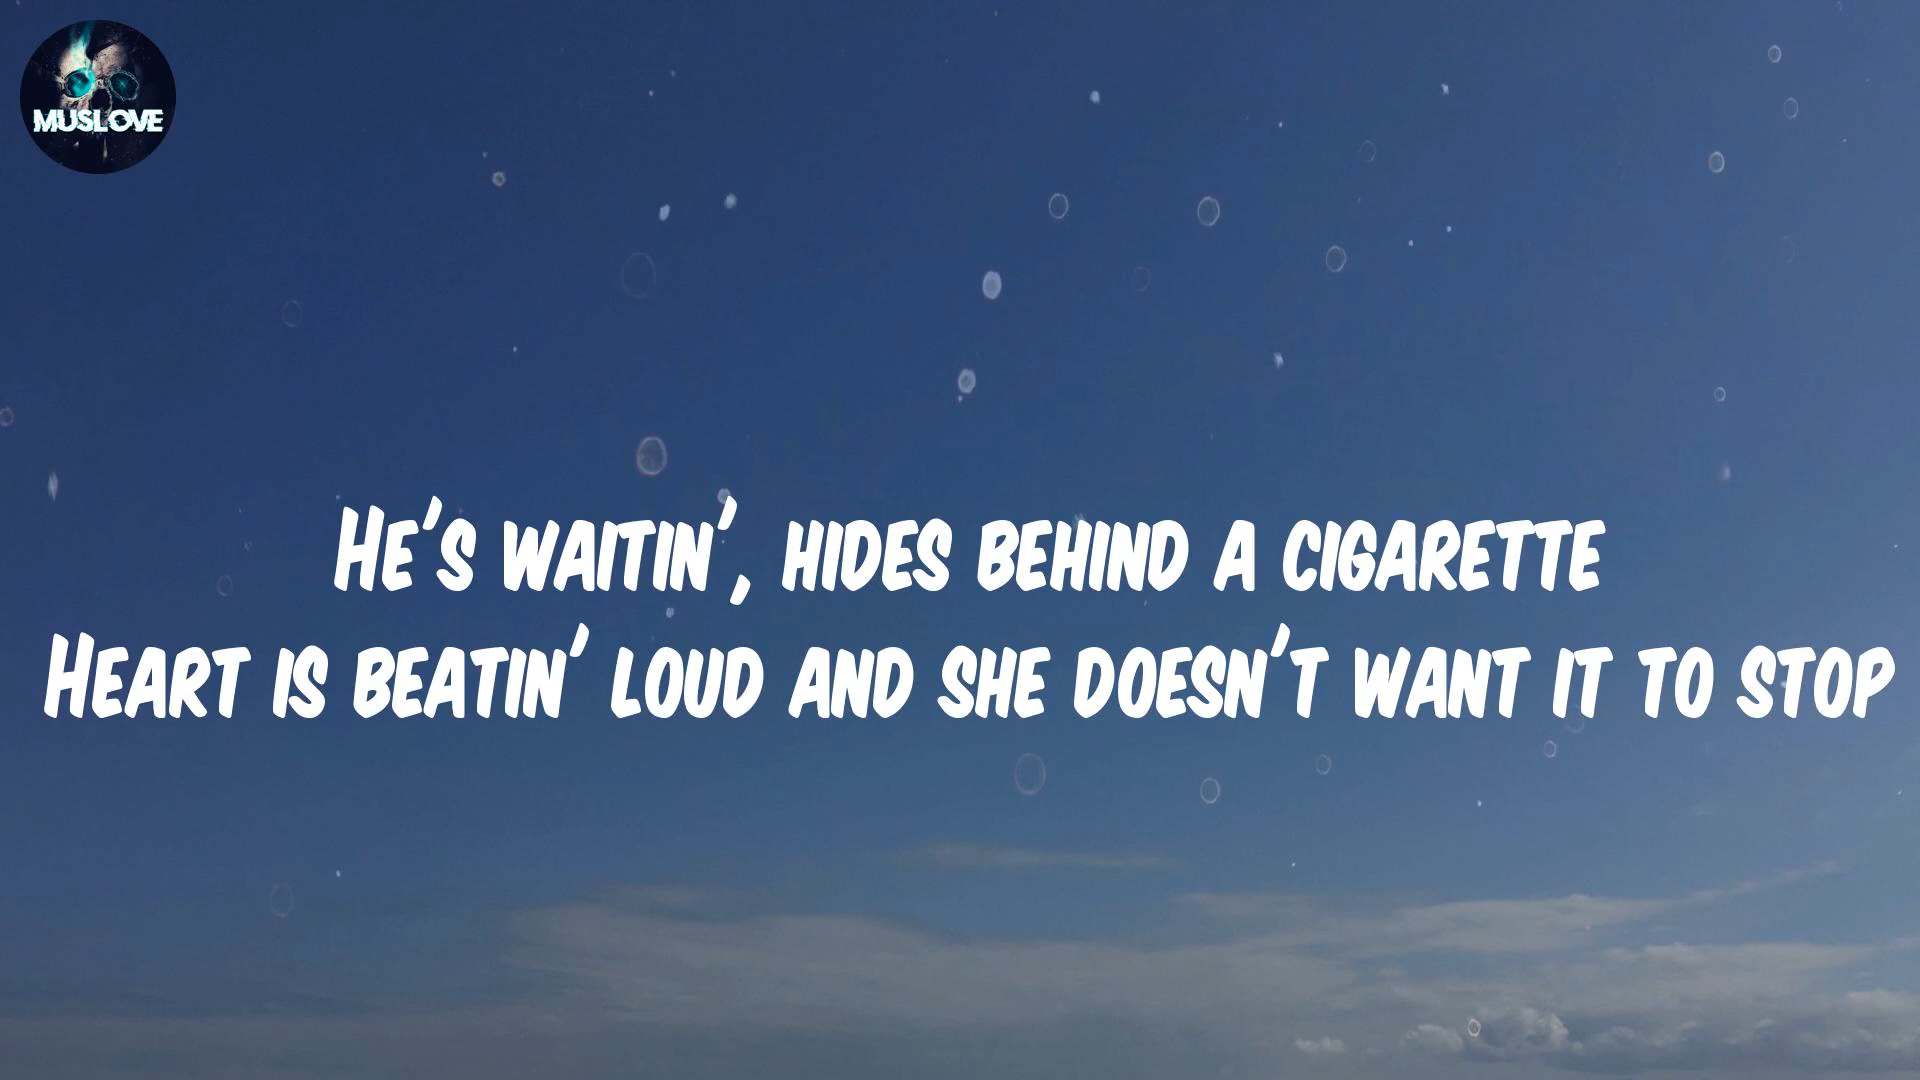 MUSLOVE
He's waitin', hides behind a cigarette
Heart is beatin' loud and she doesn't want it to stop